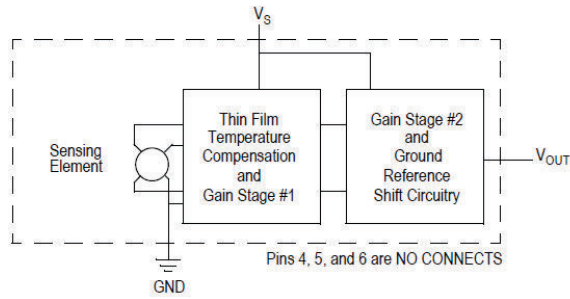 VS
Sensing
Element
Thin Film
Temperature
Compensation
and
Gain Stage #1
Gain Stage #2
and
Ground
Reference
Shift Circuitry
VOUT
Pins 4, 5, and 6 are NO CONNECTS
GND